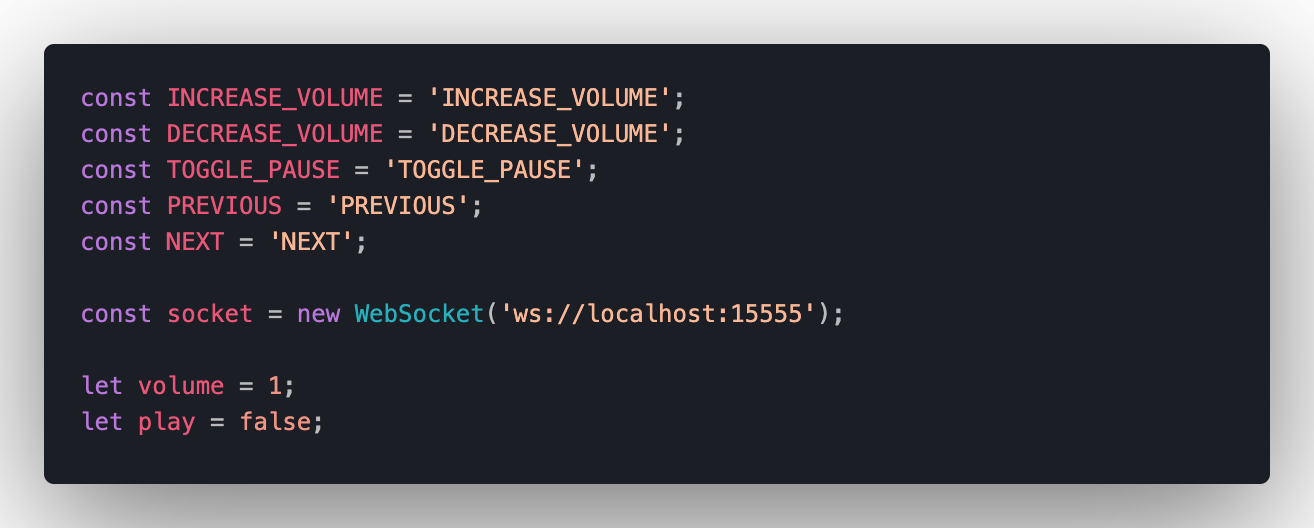 const INCREASE_VOLUME = 'INCREASE_VOLUME';
const DECREASE_VOLUME = 'DECREASE_VOLUME';
const TOGGLE_PAUSE = 'TOGGLE_PAUSE';
const PREVIOUS = 'PREVIOUS';
const NEXT = 'NEXT';
const socket = new WebSocket('ws://localhost:15555');
let volume = 1;
let play = false;